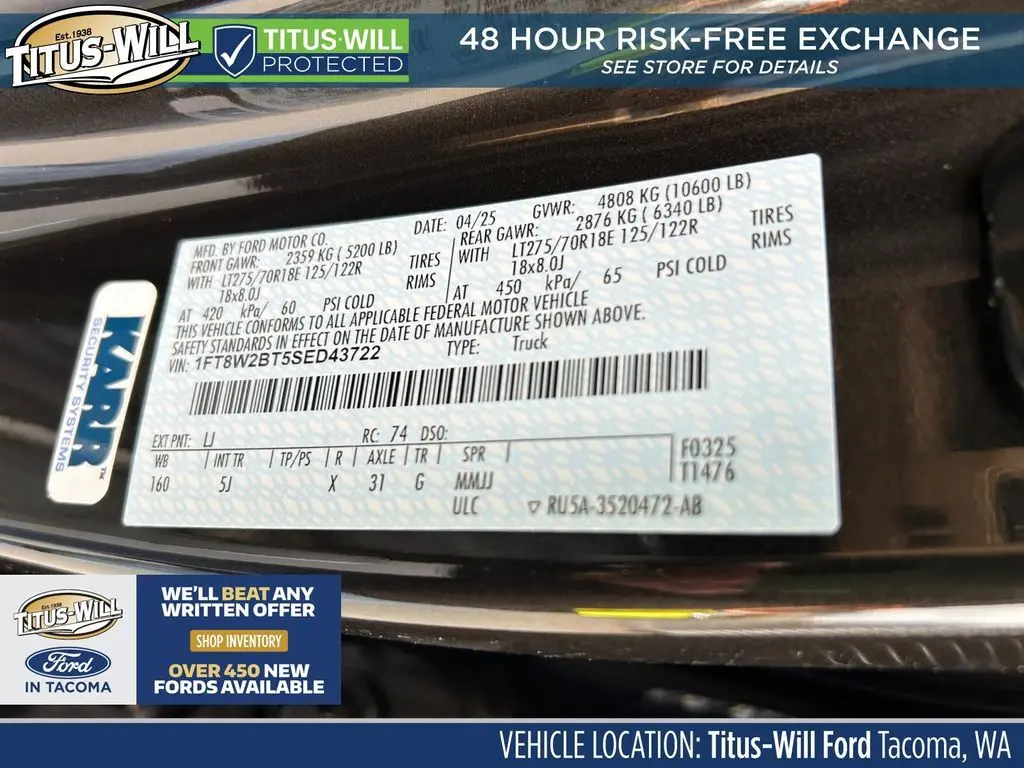 Est.1938
TITUS-WILL
TITUS-WILL
PROTECTED
48 HOUR RISK-FREE EXCHANGE
SEE STORE FOR DETAILS
MFD. BY FORD MOTOR CO.
DATE: 04/25
GVWR: 4808 KG (10600 LB)
FRONT GAWR: 2359 KG ( 5200 LB)
REAR GAWR: 2876 KG ( 6340 LB)
WITH LT275/70R18E 125/122R TIRES
WITH LT275/70R18E 125/122R TIRES
18x8.0J RIMS
18x8.0J RIMS
AT 420 kPa/ 60 PSI COLD
AT 450 kPa/ 65 PSI COLD
THIS VEHICLE CONFORMS TO ALL APPLICABLE FEDERAL MOTOR VEHICLE
SAFETY STANDARDS IN EFFECT ON THE DATE OF MANUFACTURE SHOWN ABOVE.
VIN: 1FT8W2BT5SED43722
TYPE: Truck
EXT PNT: LJ RC: 74 DSO:
WB INT TR TP/PS R AXLE TR SPR F0325
160 5J X 31 G MMJJ T1476
ULC ▽ RU5A-3520472-AB
KARR
SECURITY SYSTEMS
Est.1938
TITUS-WILL
Ford
IN TACOMA
WE'LL BEAT ANY
WRITTEN OFFER
SHOP INVENTORY
OVER 450 NEW
FORDS AVAILABLE
VEHICLE LOCATION: Titus-Will Ford Tacoma, WA